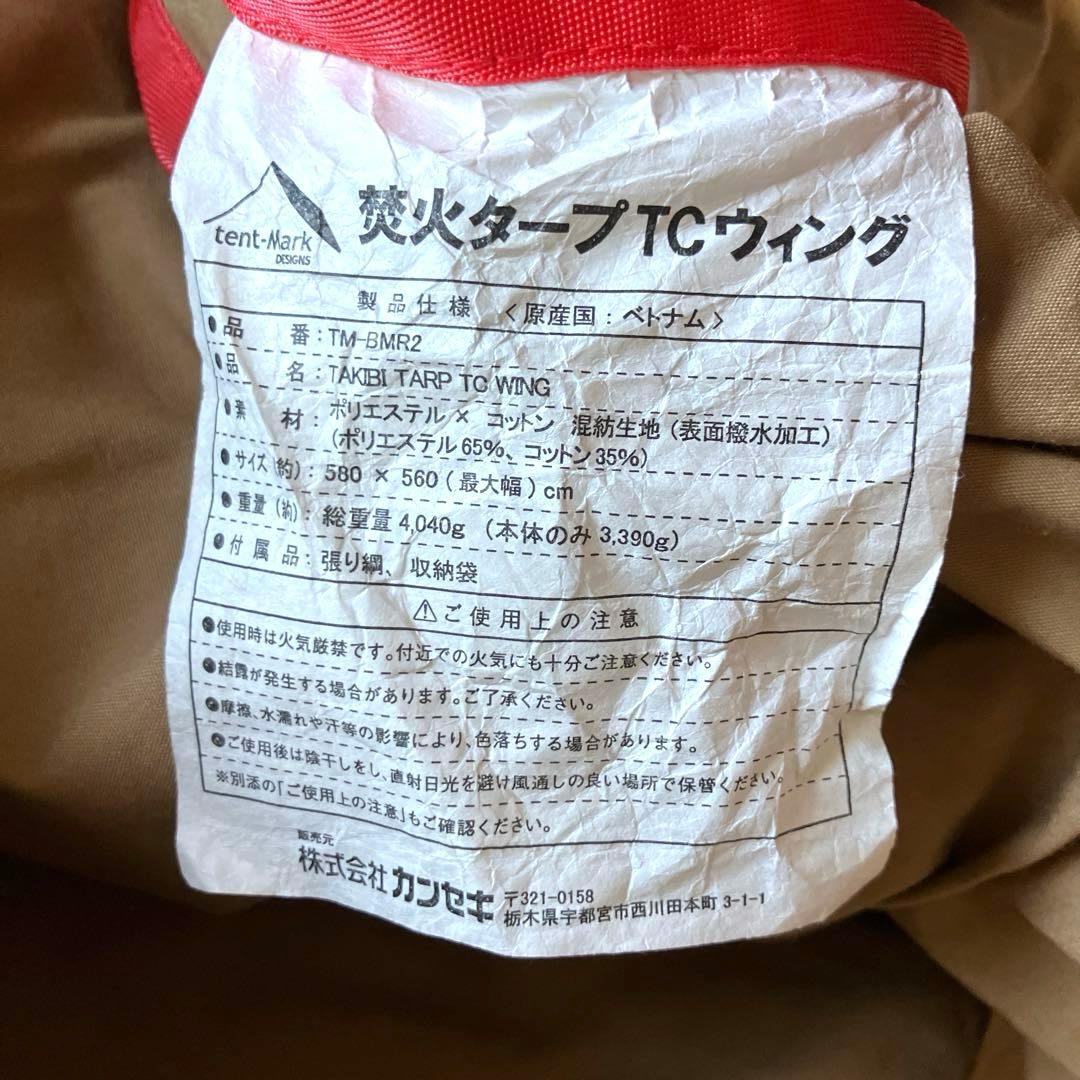 tent-Mark
DESIGNS
焚火タープTCウィング
製品仕様 〈原産国：ベトナム〉
●品番：TM-BMR2
●品名：TAKIBI TARP TC WING
●素材：ポリエステル × コットン 混紡生地（表面撥水加工）
（ポリエステル65%、コットン35%）
●サイズ（約）：580 × 560（最大幅）cm
●重量（約）：総重量 4,040g （本体のみ 3,390g）
●付属品：張り綱、収納袋
⚠ご使用上の注意
●使用時は火気厳禁です。付近での火気にも十分ご注意ください。
●結露が発生する場合があります。ご了承ください。
●摩擦、水濡れや汗等の影響により、色落ちする場合があります。
●ご使用後は陰干しをし、直射日光を避け風通しの良い場所で保管ください。
※別添の「ご使用上の注意」もご確認ください。
販売元
株式会社カンセキ
〒321-0158
栃木県宇都宮市西川田本町 3-1-1